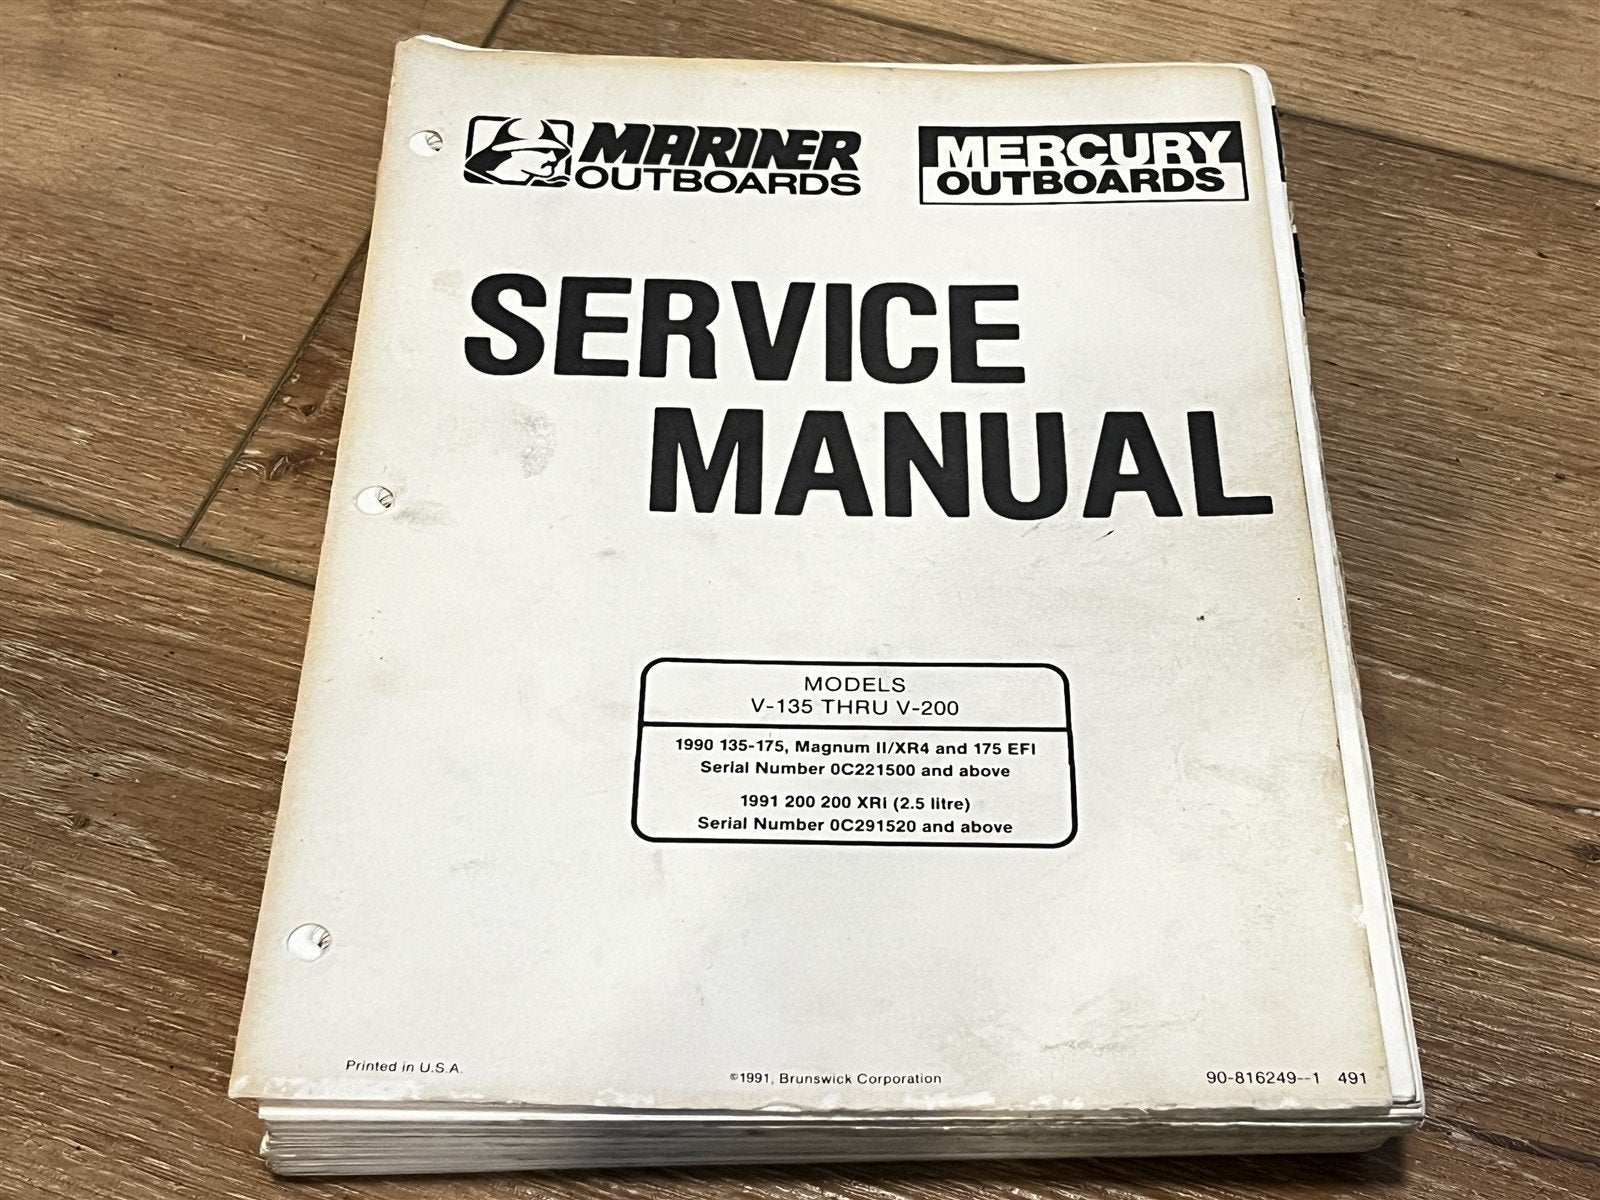 MARINER
OUTBOARDS
MERCURY
OUTBOARDS
SERVICE
MANUAL
MODELS
V-135 THRU V-200
1990 135-175, Magnum II/XR4 and 175 EFI
Serial Number 0C221500 and above
1991 200 200 XRI (2.5 litre)
Serial Number 0C291520 and above
Printed in U.S.A.
©1991, Brunswick Corporation
90-816249--1 491